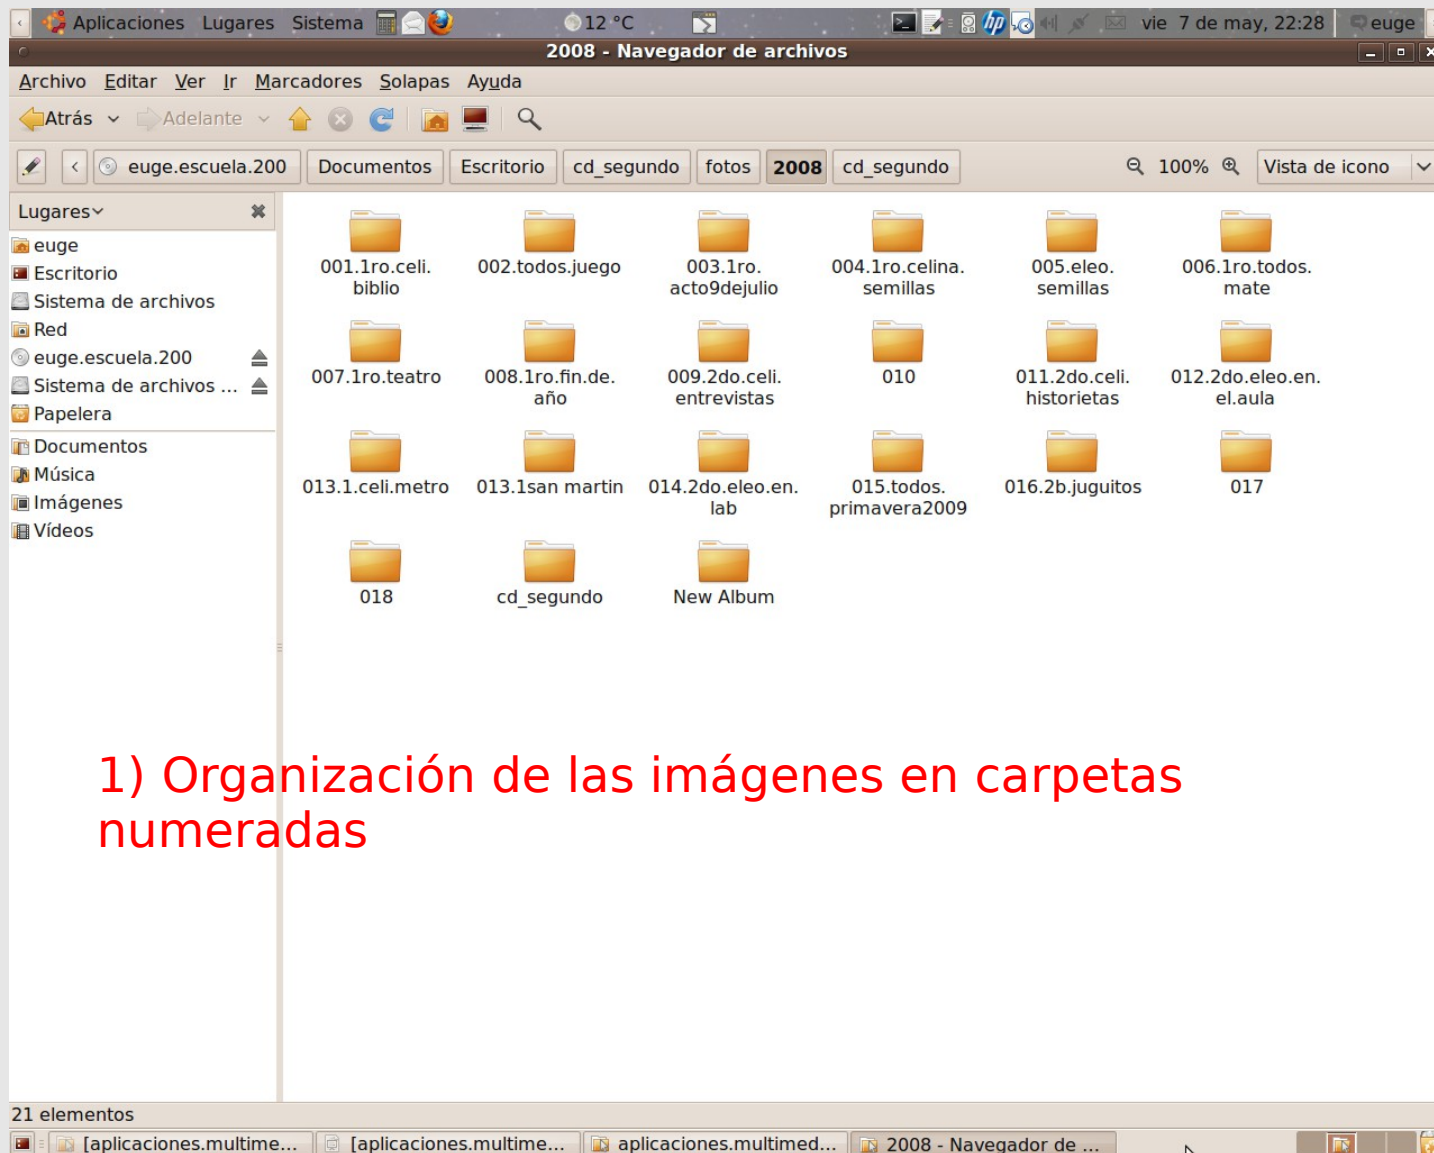 Aplicaciones Lugares Sistema 12 °C vie 7 de may, 22:28 euge
2008 - Navegador de archivos
Archivo Editar Ver Ir Marcadores Solapas Ayuda
Atrás Adelante
euge.escuela.200 Documentos Escritorio cd_segundo fotos 2008 cd_segundo 100% Vista de icono
Lugares
euge
Escritorio
Sistema de archivos
Red
euge.escuela.200
Sistema de archivos ...
Papelera
Documentos
Música
Imágenes
Vídeos
001.1ro.celi.
biblio
002.todos.juego
003.1ro.
acto9dejulio
004.1ro.celina.
semillas
005.eleo.
semillas
006.1ro.todos.
mate
007.1ro.teatro
008.1ro.fin.de.
año
009.2do.celi.
entrevistas
010
011.2do.celi.
historietas
012.2do.eleo.en.
el.aula
013.1.celi.metro
013.1san martin
014.2do.eleo.en.
lab
015.todos.
primavera2009
016.2b.juguitos
017
018
cd_segundo
New Album
1) Organización de las imágenes en carpetas
numeradas
21 elementos
[aplicaciones.multime... [aplicaciones.multime... aplicaciones.multimed... 2008 - Navegador de ...